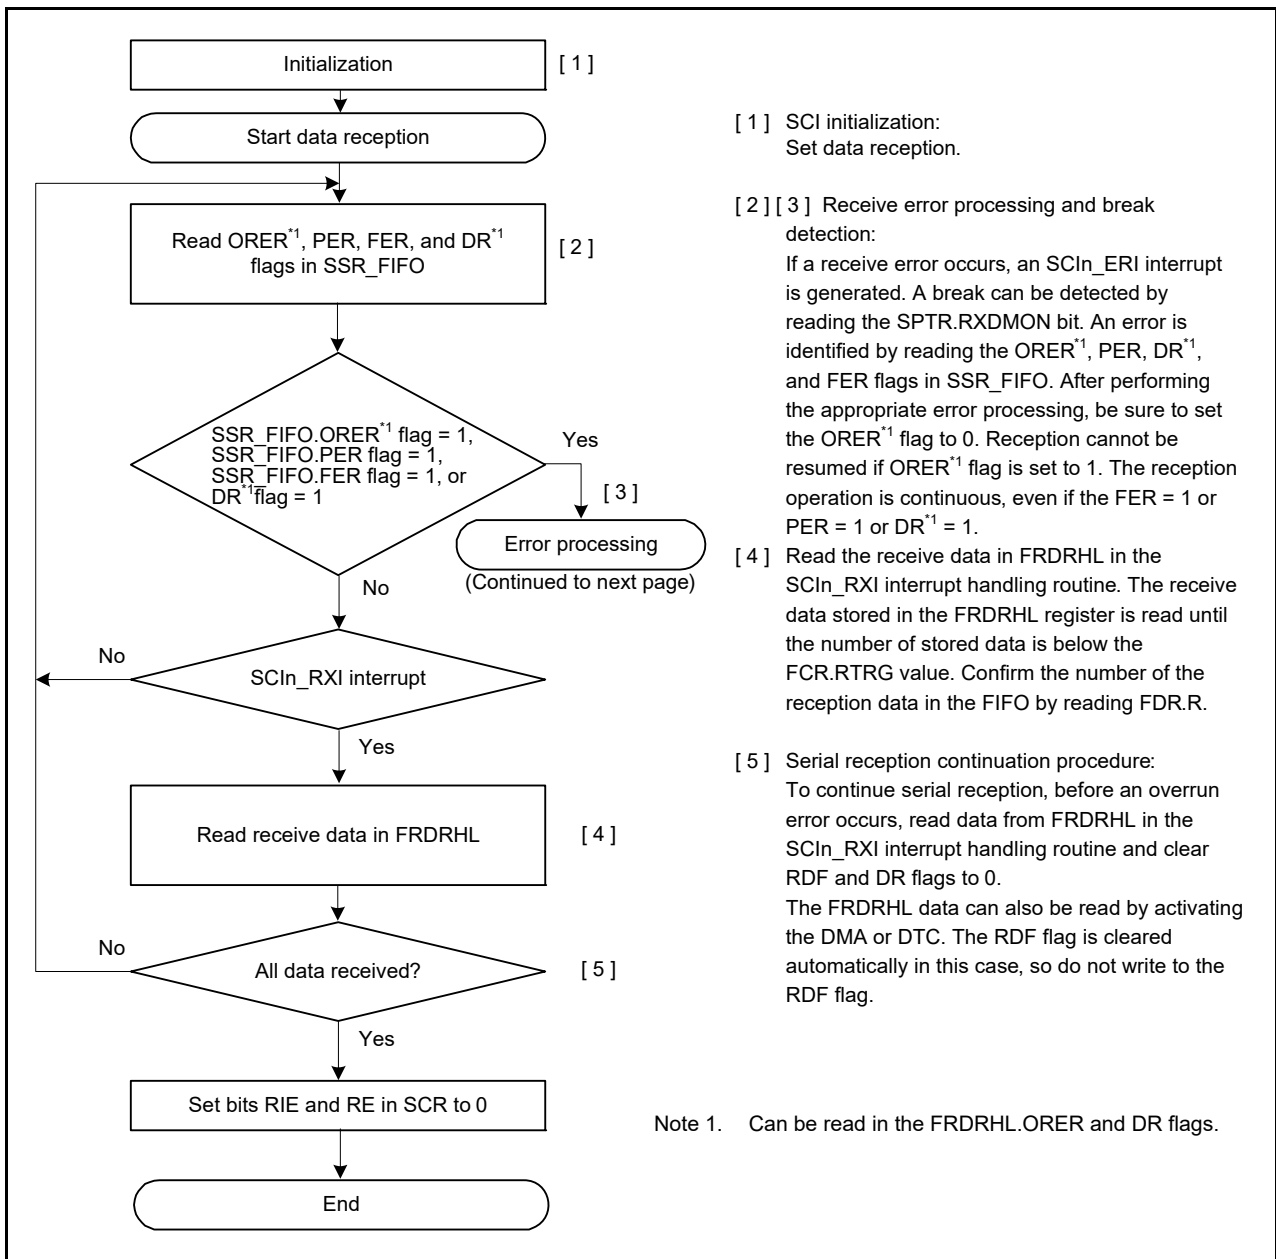 Initialization
[ 1 ]
Start data reception
Read ORER*1, PER, FER, and DR*1
flags in SSR_FIFO
[ 2 ]
SSR_FIFO.ORER*1 flag = 1,
SSR_FIFO.PER flag = 1,
SSR_FIFO.FER flag = 1, or
DR*1flag = 1
Yes
[ 3 ]
Error processing
(Continued to next page)
No
SCIn_RXI interrupt
No
Yes
Read receive data in FRDRHL
[ 4 ]
All data received?
No
[ 5 ]
Yes
Set bits RIE and RE in SCR to 0
End
[ 1 ] SCI initialization:
Set data reception.
[ 2 ] [ 3 ] Receive error processing and break
detection:
If a receive error occurs, an SCIn_ERI interrupt
is generated. A break can be detected by
reading the SPTR.RXDMON bit. An error is
identified by reading the ORER*1, PER, DR*1,
and FER flags in SSR_FIFO. After performing
the appropriate error processing, be sure to set
the ORER*1 flag to 0. Reception cannot be
resumed if ORER*1 flag is set to 1. The reception
operation is continuous, even if the FER = 1 or
PER = 1 or DR*1 = 1.
[ 4 ] Read the receive data in FRDRHL in the
SCIn_RXI interrupt handling routine. The receive
data stored in the FRDRHL register is read until
the number of stored data is below the
FCR.RTRG value. Confirm the number of the
reception data in the FIFO by reading FDR.R.
[ 5 ] Serial reception continuation procedure:
To continue serial reception, before an overrun
error occurs, read data from FRDRHL in the
SCIn_RXI interrupt handling routine and clear
RDF and DR flags to 0.
The FRDRHL data can also be read by activating
the DMA or DTC. The RDF flag is cleared
automatically in this case, so do not write to the
RDF flag.
Note 1. Can be read in the FRDRHL.ORER and DR flags.